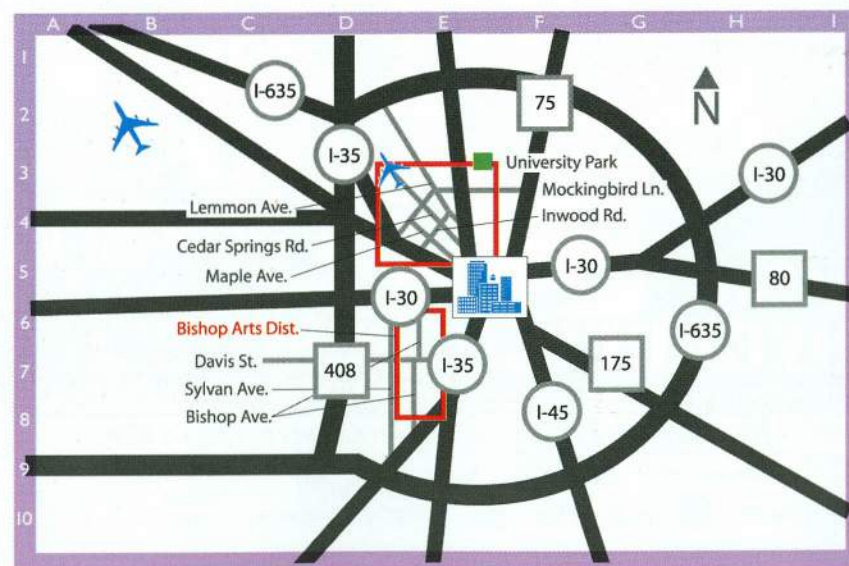 A B C D E F G H I
1
I-635
75
N
2
I-35
3
University Park
I-30
Mockingbird Ln.
Lemmon Ave.
4
Inwood Rd.
Cedar Springs Rd.
5
Maple Ave.
I-30
80
I-30
6
Bishop Arts Dist.
I-635
Davis St.
I-35
175
7
408
Sylvan Ave.
8
Bishop Ave.
I-45
9
10